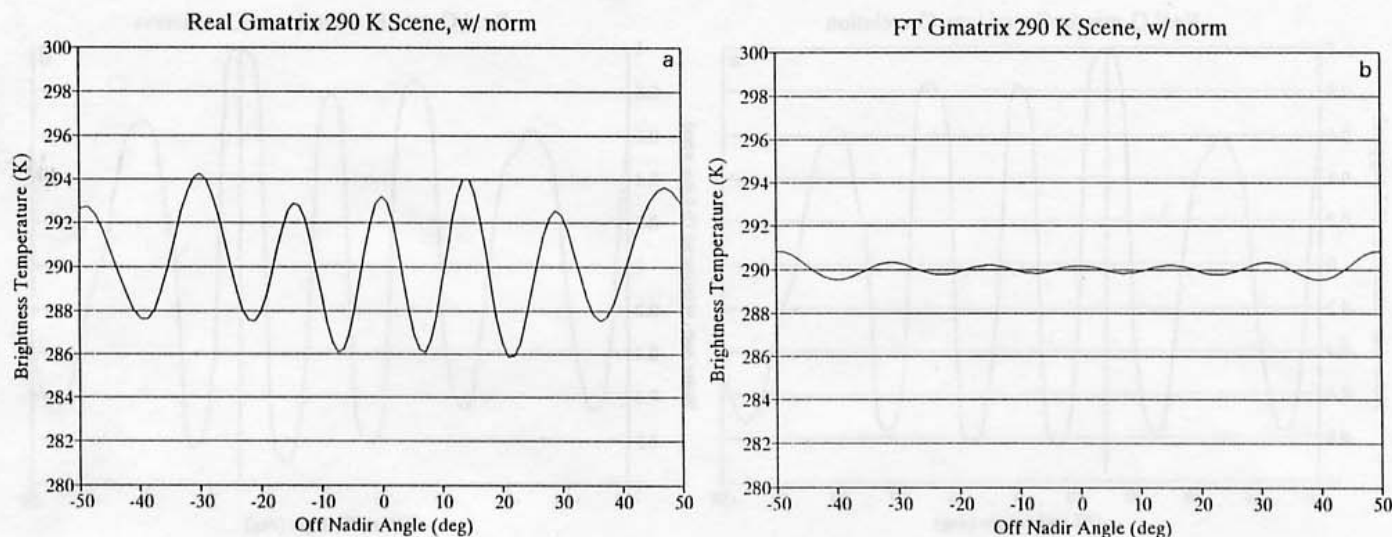 Real Gmatrix 290 K Scene, w/ norm
a
300
298
296
294
292
290
288
286
284
282
280
Brightness Temperature (K)
-50 -40 -30 -20 -10 0 10 20 30 40 50
Off Nadir Angle (deg)
FT Gmatrix 290 K Scene, w/ norm
b
300
298
296
294
292
290
288
286
284
282
280
Brightness Temperature (K)
-50 -40 -30 -20 -10 0 10 20 30 40 50
Off Nadir Angle (deg)